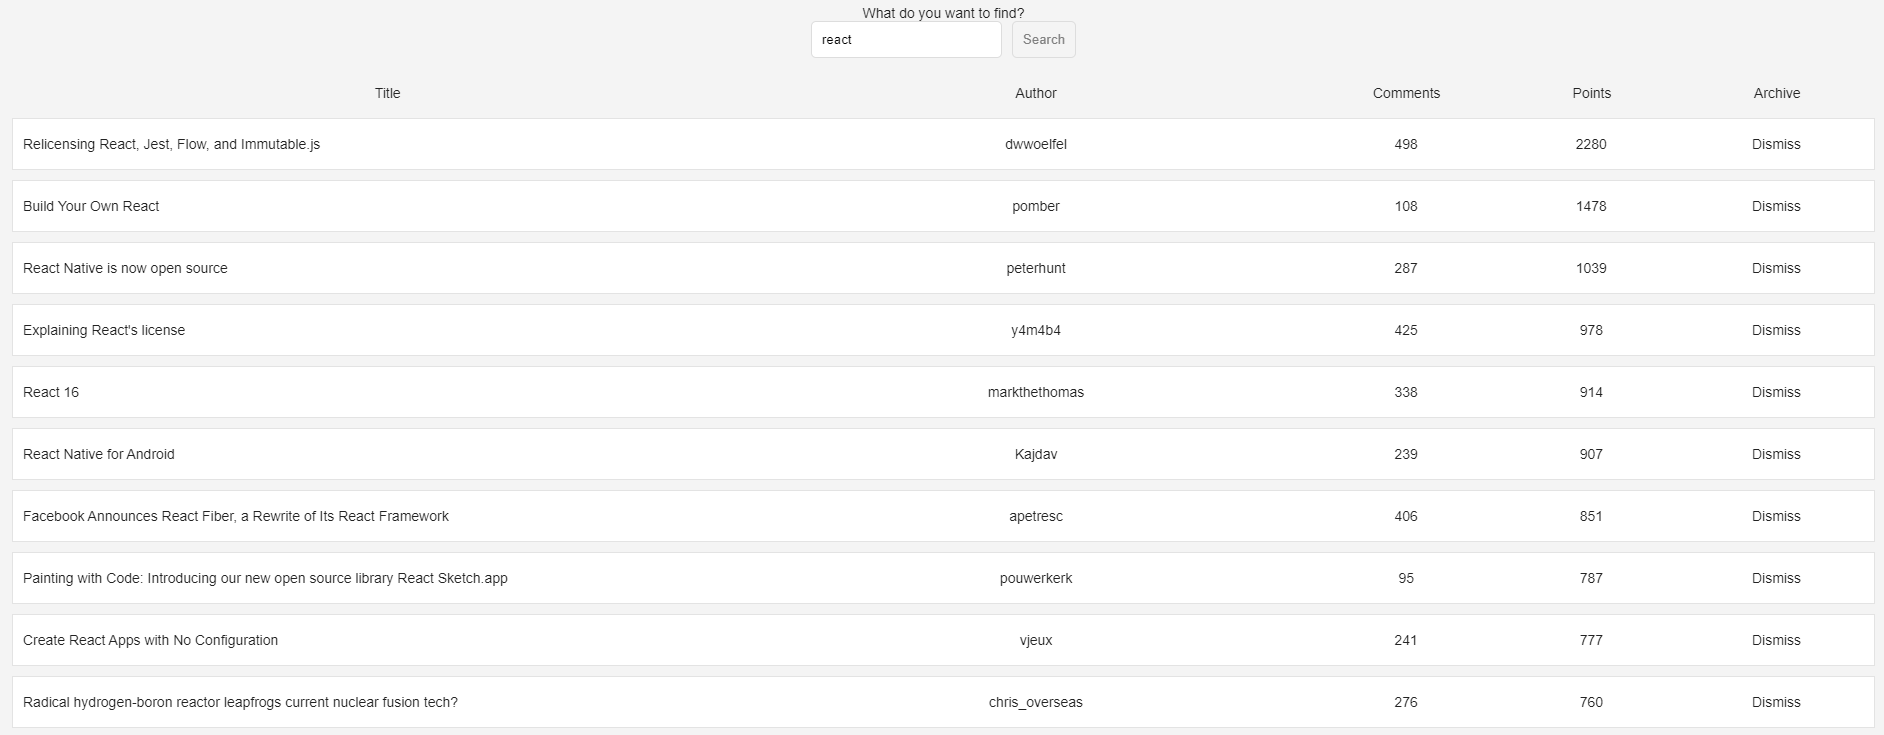 What do you want to find?
react Search
Title Author Comments Points Archive
Relicensing React, Jest, Flow, and Immutable.js dwwoelfel 498 2280 Dismiss
Build Your Own React pomber 108 1478 Dismiss
React Native is now open source peterhunt 287 1039 Dismiss
Explaining React's license y4m4b4 425 978 Dismiss
React 16 markthethomas 338 914 Dismiss
React Native for Android Kajdav 239 907 Dismiss
Facebook Announces React Fiber, a Rewrite of Its React Framework apetresc 406 851 Dismiss
Painting with Code: Introducing our new open source library React Sketch.app pouwerkerk 95 787 Dismiss
Create React Apps with No Configuration vjeux 241 777 Dismiss
Radical hydrogen-boron reactor leapfrogs current nuclear fusion tech? chris_overseas 276 760 Dismiss